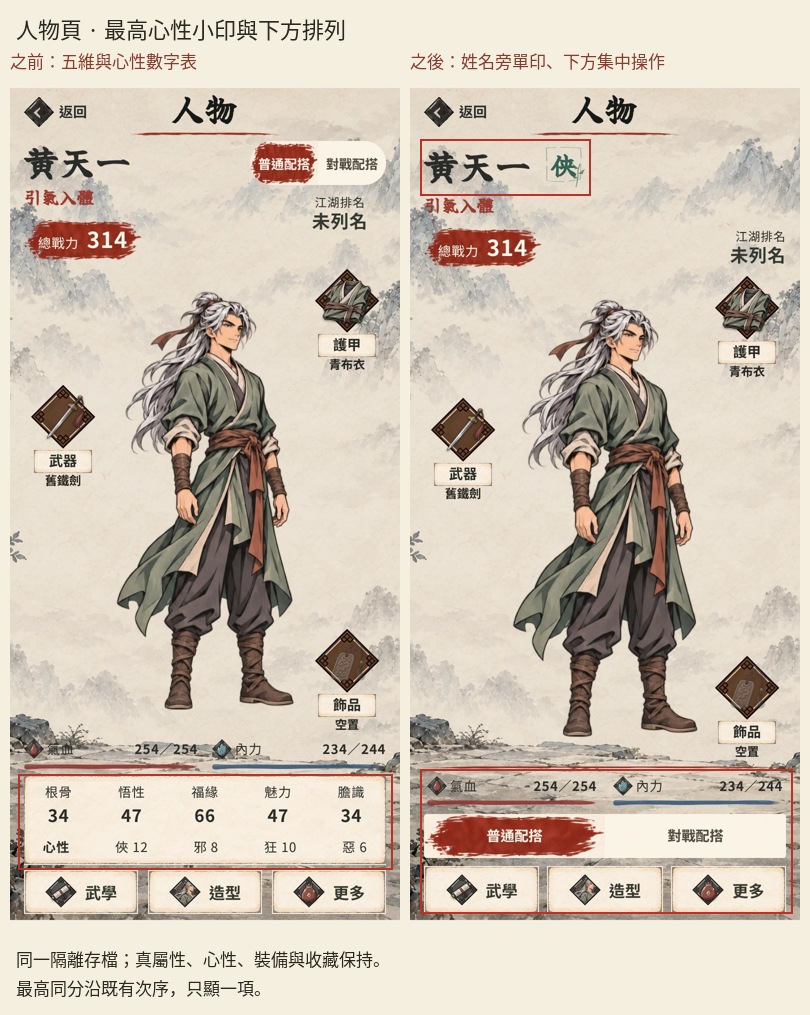 人物頁·最高心性小印與下方排列
之前：五維與心性數字表
之後：姓名旁單印、下方集中操作
返回
人物
黄天一
普通配搭
對戰配搭
引氣入體
江湖排名
未列名
總戰力 314
護甲
青布衣
武器
舊鐵劍
飾品
空置
氣血 254／254
內力 234／244
根骨 悟性 福緣 魅力 膽識
34 47 66 47 34
心性 俠 12 邪 8 狂 10 惡 6
武學
造型
更多
返回
人物
黄天一 俠
引氣入體
江湖排名
未列名
總戰力 314
護甲
青布衣
武器
舊鐵劍
飾品
空置
氣血 254／254
內力 234／244
普通配搭
對戰配搭
武學
造型
更多
同一隔離存檔；真屬性、心性、裝備與收藏保持。
最高同分沿既有次序，只顯一項。